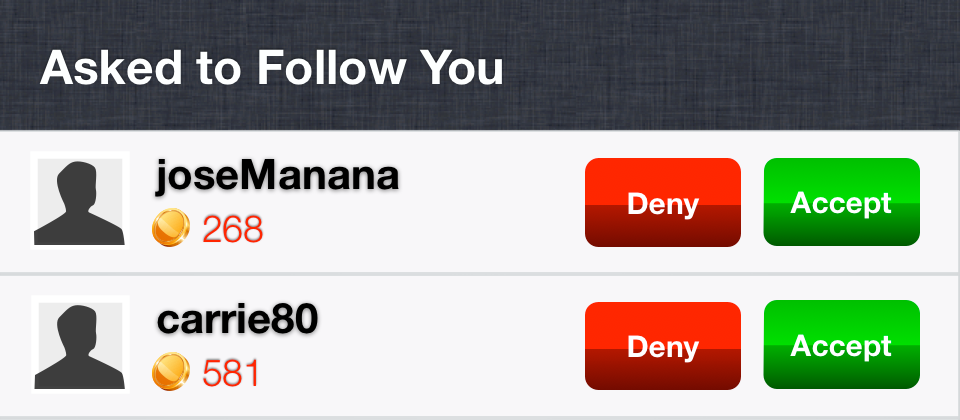 Asked to Follow You
joseManana
268
Deny
Accept
carrie80
581
Deny
Accept